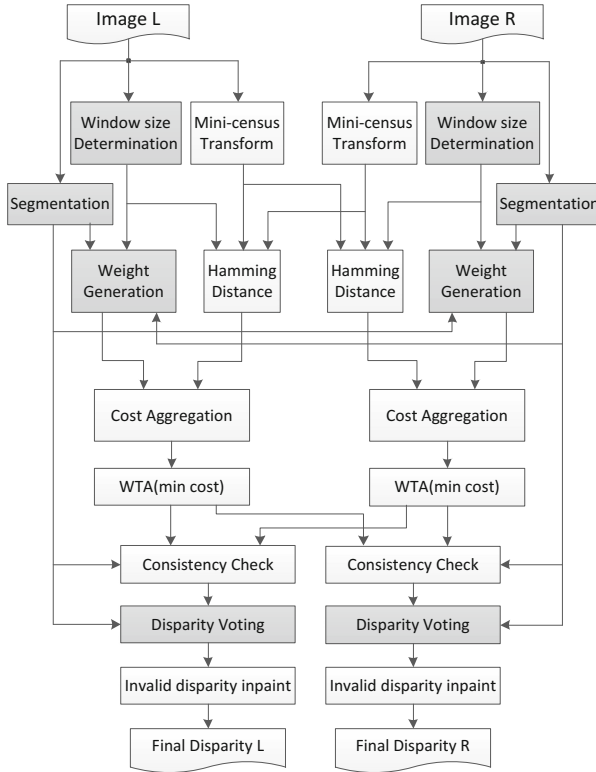 Image L
Image R
Window size
Determination
Mini-census
Transform
Mini-census
Transform
Window size
Determination
Segmentation
Segmentation
Weight
Generation
Hamming
Distance
Hamming
Distance
Weight
Generation
Cost Aggregation
Cost Aggregation
WTA(min cost)
WTA(min cost)
Consistency Check
Consistency Check
Disparity Voting
Disparity Voting
Invalid disparity inpaint
Invalid disparity inpaint
Final Disparity L
Final Disparity R